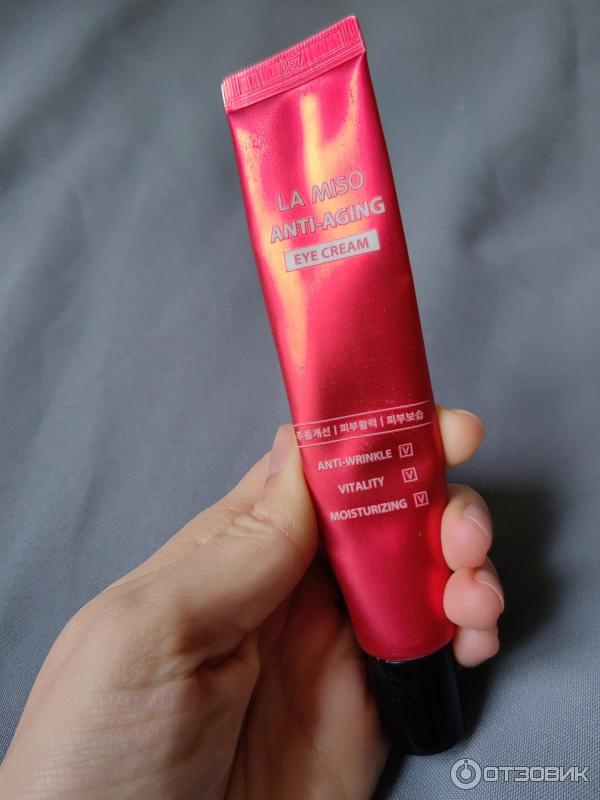 LA MISO
ANTI-AGING
EYE CREAM
주름개선 | 피부활력 | 피부보습
ANTI-WRINKLE
VITALITY
MOISTURIZING
ОТЗОВИК